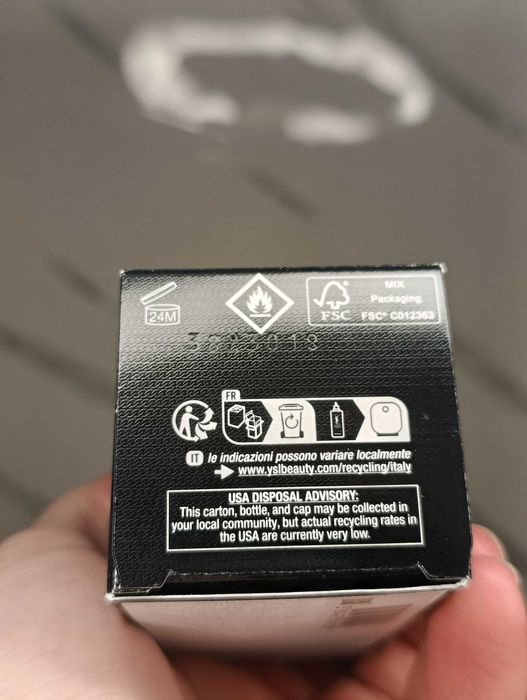 24M
FSC
MIX
Packaging
FSC® C012363
FR
IT le indicazioni possono variare localmente
www.yslbeauty.com/recycling/italy
USA DISPOSAL ADVISORY:
This carton, bottle, and cap may be collected in
your local community, but actual recycling rates in
the USA are currently very low.